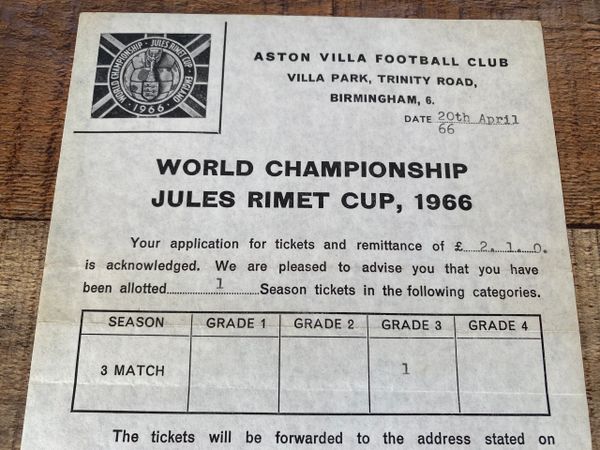 WORLD CHAMPIONSHIP · JULES RIMET CUP · ENGLAND
· 1966 ·
ASTON VILLA FOOTBALL CLUB
VILLA PARK, TRINITY ROAD,
BIRMINGHAM, 6.
DATE 20th April
66
WORLD CHAMPIONSHIP
JULES RIMET CUP, 1966
Your application for tickets and remittance of £ 2. 1. 0.
is acknowledged. We are pleased to advise you that you have
been allotted 1 Season tickets in the following categories.
SEASON GRADE 1 GRADE 2 GRADE 3 GRADE 4
3 MATCH 1
The tickets will be forwarded to the address stated on